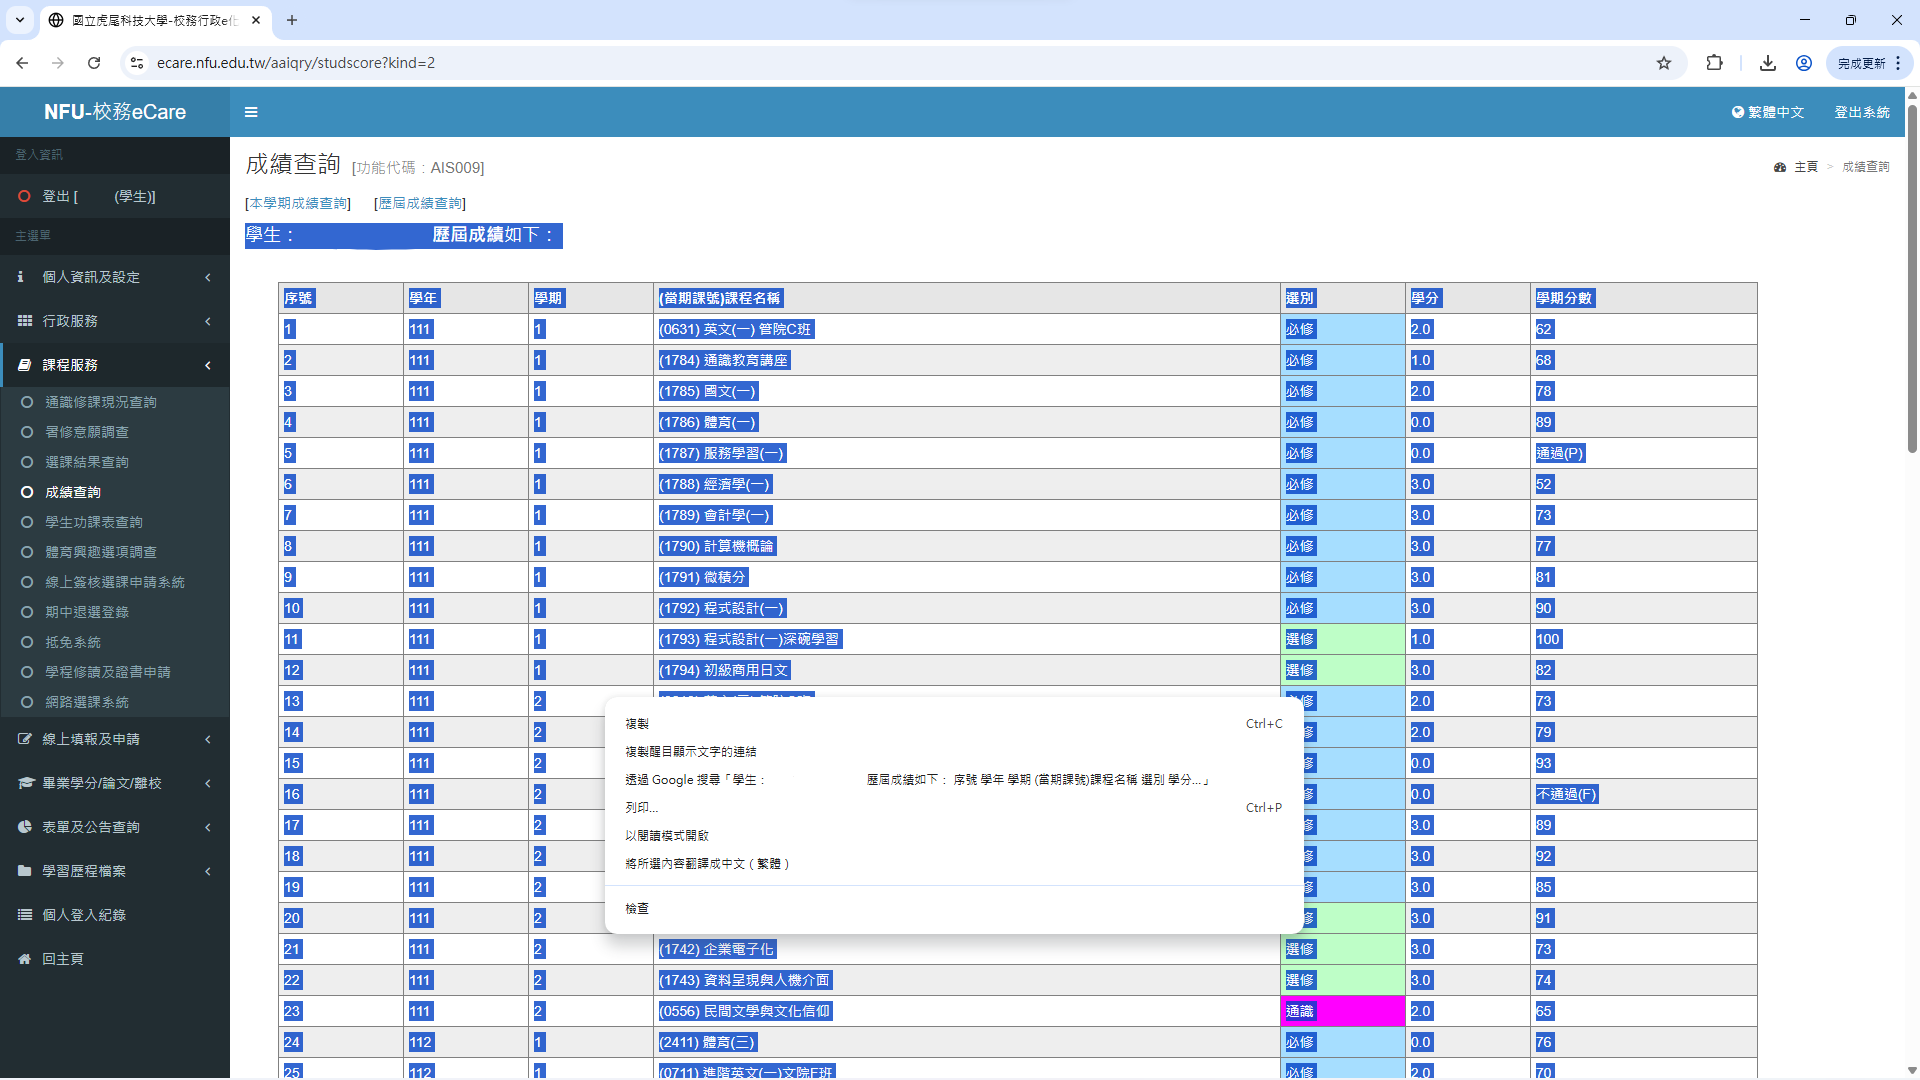 國立虎尾科技大學-校務行政e化
ecare.nfu.edu.tw/aaiqry/studscore?kind=2
完成更新
NFU-校務eCare
繁體中文 登出系統
登入資訊
登出 [ (學生)]
主選單
個人資訊及設定
行政服務
課程服務
通識修課現況查詢
署修意願調查
選課結果查詢
成績查詢
學生功課表查詢
體育興趣選項調查
線上簽核選課申請系統
期中退選登錄
抵免系統
學程修讀及證書申請
網路選課系統
線上填報及申請
畢業學分/論文/離校
表單及公告查詢
學習歷程檔案
個人登入紀錄
回主頁
成績查詢 [功能代碼：AIS009]
主頁 > 成績查詢
[本學期成績查詢] [歷屆成績查詢]
學生： 歷屆成績如下：
序號 學年 學期 (當期課號)課程名稱 選別 學分 學期分數
1 111 1 (0631) 英文(一) 管院C班 必修 2.0 62
2 111 1 (1784) 通識教育講座 必修 1.0 68
3 111 1 (1785) 國文(一) 必修 2.0 78
4 111 1 (1786) 體育(一) 必修 0.0 89
5 111 1 (1787) 服務學習(一) 必修 0.0 通過(P)
6 111 1 (1788) 經濟學(一) 必修 3.0 52
7 111 1 (1789) 會計學(一) 必修 3.0 73
8 111 1 (1790) 計算機概論 必修 3.0 77
9 111 1 (1791) 微積分 必修 3.0 81
10 111 1 (1792) 程式設計(一) 必修 3.0 90
11 111 1 (1793) 程式設計(一)深碗學習 選修 1.0 100
12 111 1 (1794) 初級商用日文 選修 3.0 82
13 111 2 修 2.0 73
14 111 2 修 2.0 79
15 111 2 0.0 93
16 111 2 修 0.0 不通過(F)
17 111 2 修 3.0 89
18 111 2 修 3.0 92
19 111 2 修 3.0 85
20 111 2 修 3.0 91
21 111 2 (1742) 企業電子化 選修 3.0 73
22 111 2 (1743) 資料呈現與人機介面 選修 3.0 74
23 111 2 (0556) 民間文學與文化信仰 通識 2.0 65
24 112 1 (2411) 體育(三) 必修 0.0 76
25 112 1 (0711) 進階英文(一)文院F班 必修 2.0 70
複製 Ctrl+C
複製醒目顯示文字的連結
透過 Google 搜尋「學生： 歷屆成績如下： 序號 學年 學期 (當期課號)課程名稱 選別 學分...」
列印... Ctrl+P
以閱讀模式開啟
將所選內容翻譯成中文（繁體）
檢查